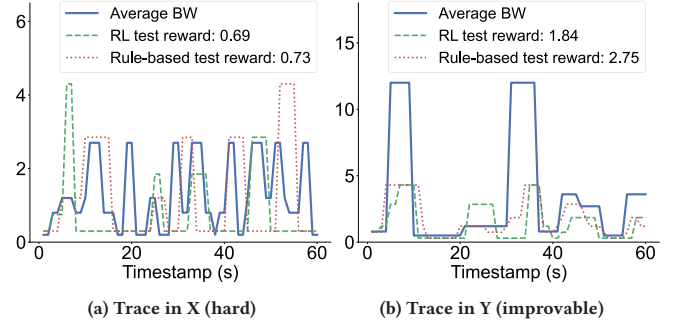 Average BW
RL test reward: 0.69
Rule-based test reward: 0.73
6
4
2
0
0
20
40
60
Timestamp (s)
(a) Trace in X (hard)
Average BW
RL test reward: 1.84
Rule-based test reward: 2.75
15
10
5
0
0
20
40
60
Timestamp (s)
(b) Trace in Y (improvable)